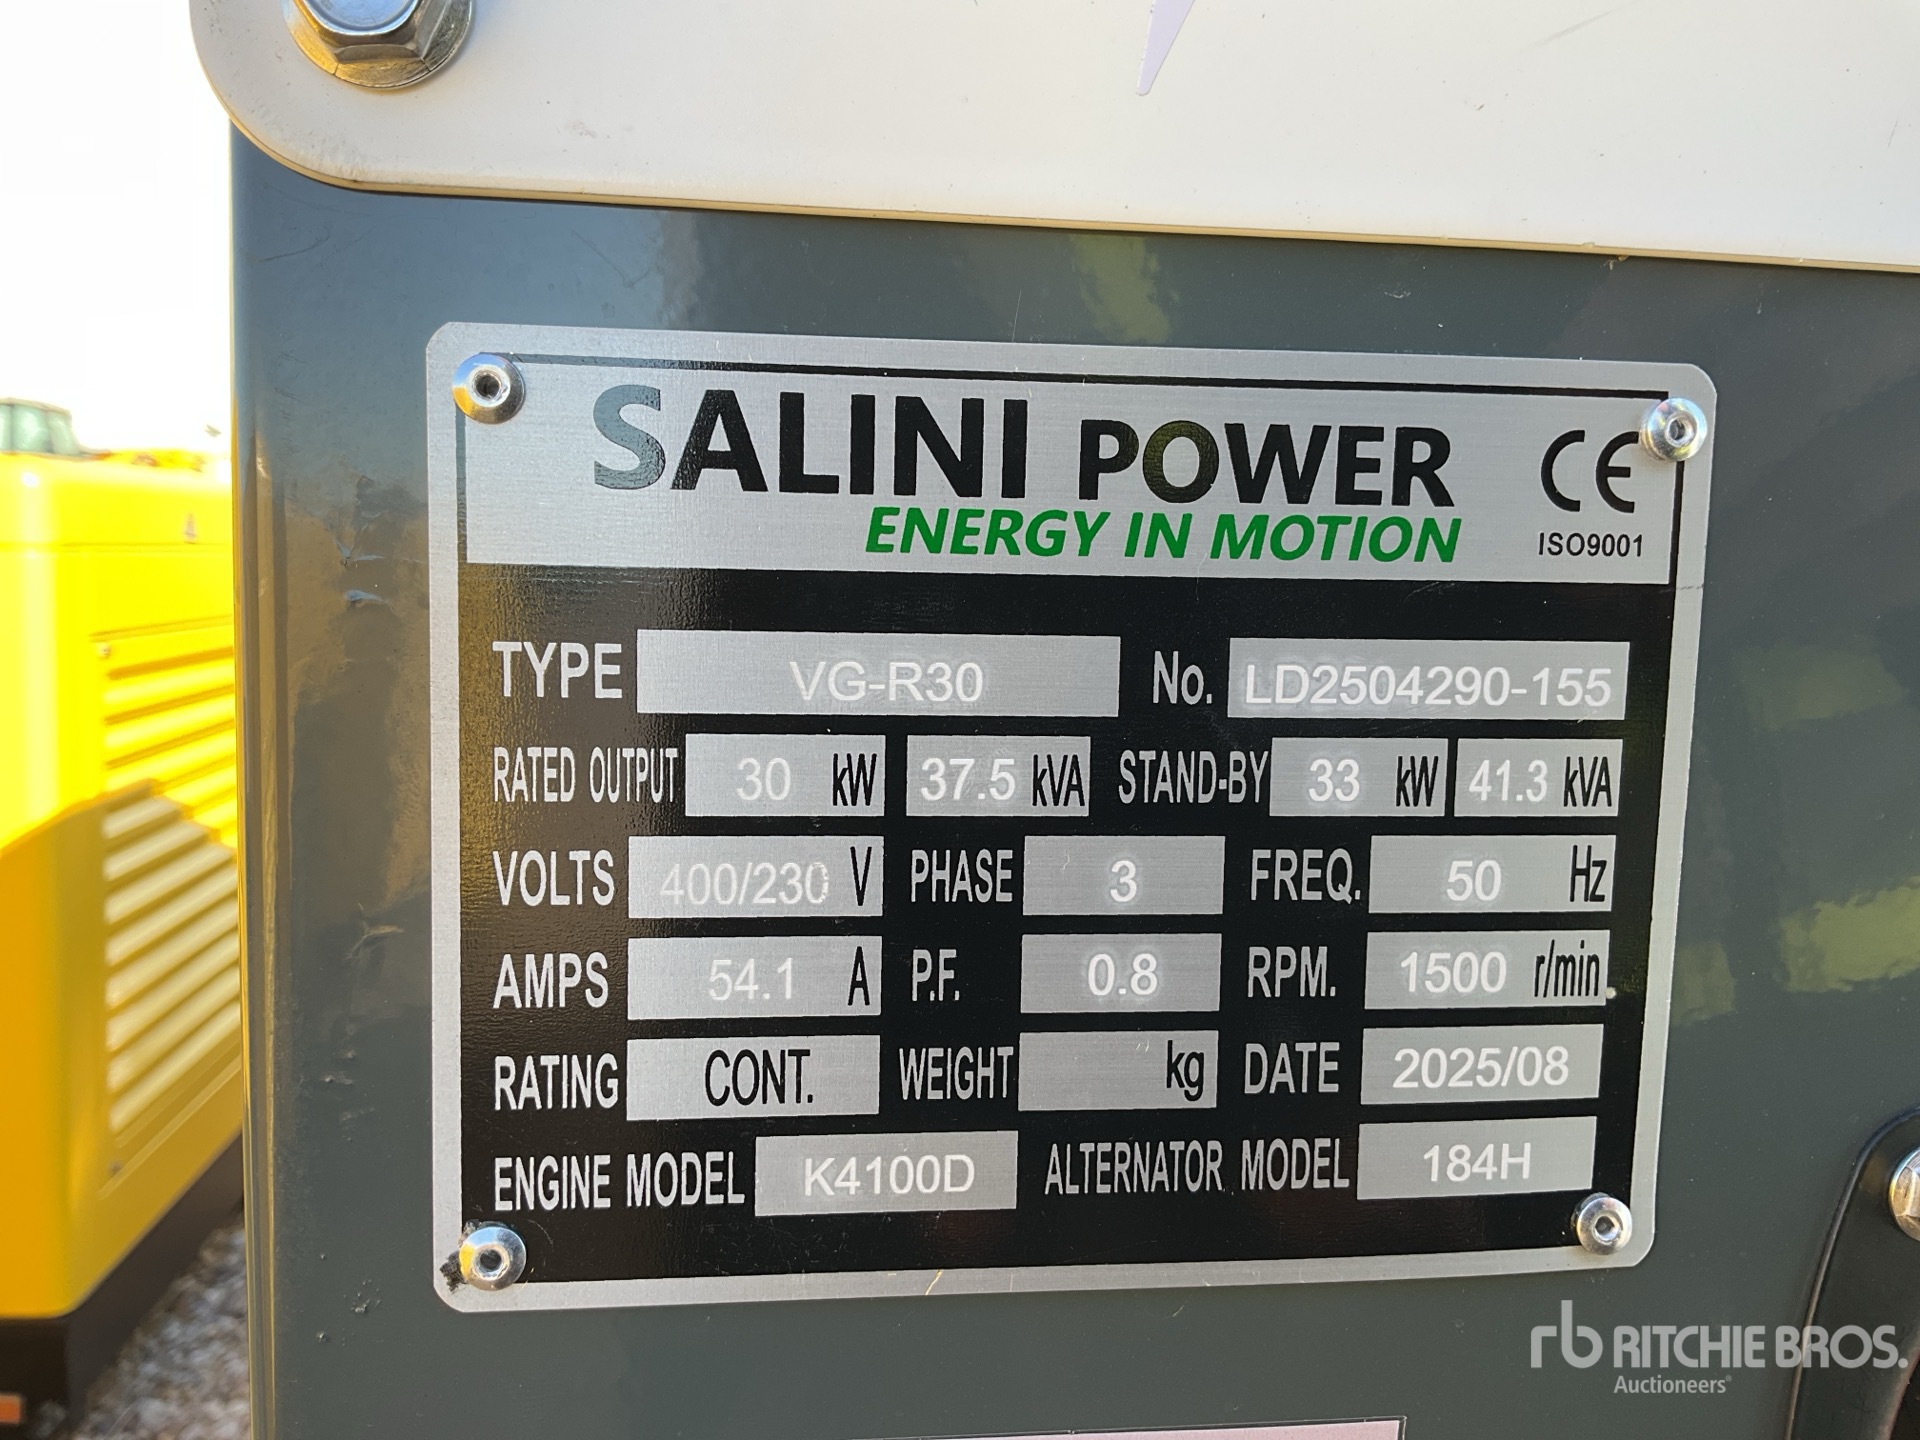 SALINI POWER
ENERGY IN MOTION
CE
ISO9001
TYPE VG-R30 No. LD2504290-155
RATED OUTPUT 30 kW 37.5 kVA STAND-BY 33 kW 41.3 kVA
VOLTS 400/230 V PHASE 3 FREQ. 50 Hz
AMPS 54.1 A P.F. 0.8 RPM. 1500 r/min.
RATING CONT. WEIGHT kg DATE 2025/08
ENGINE MODEL K4100D ALTERNATOR MODEL 184H
rb RITCHIE BROS.
Auctioneers®